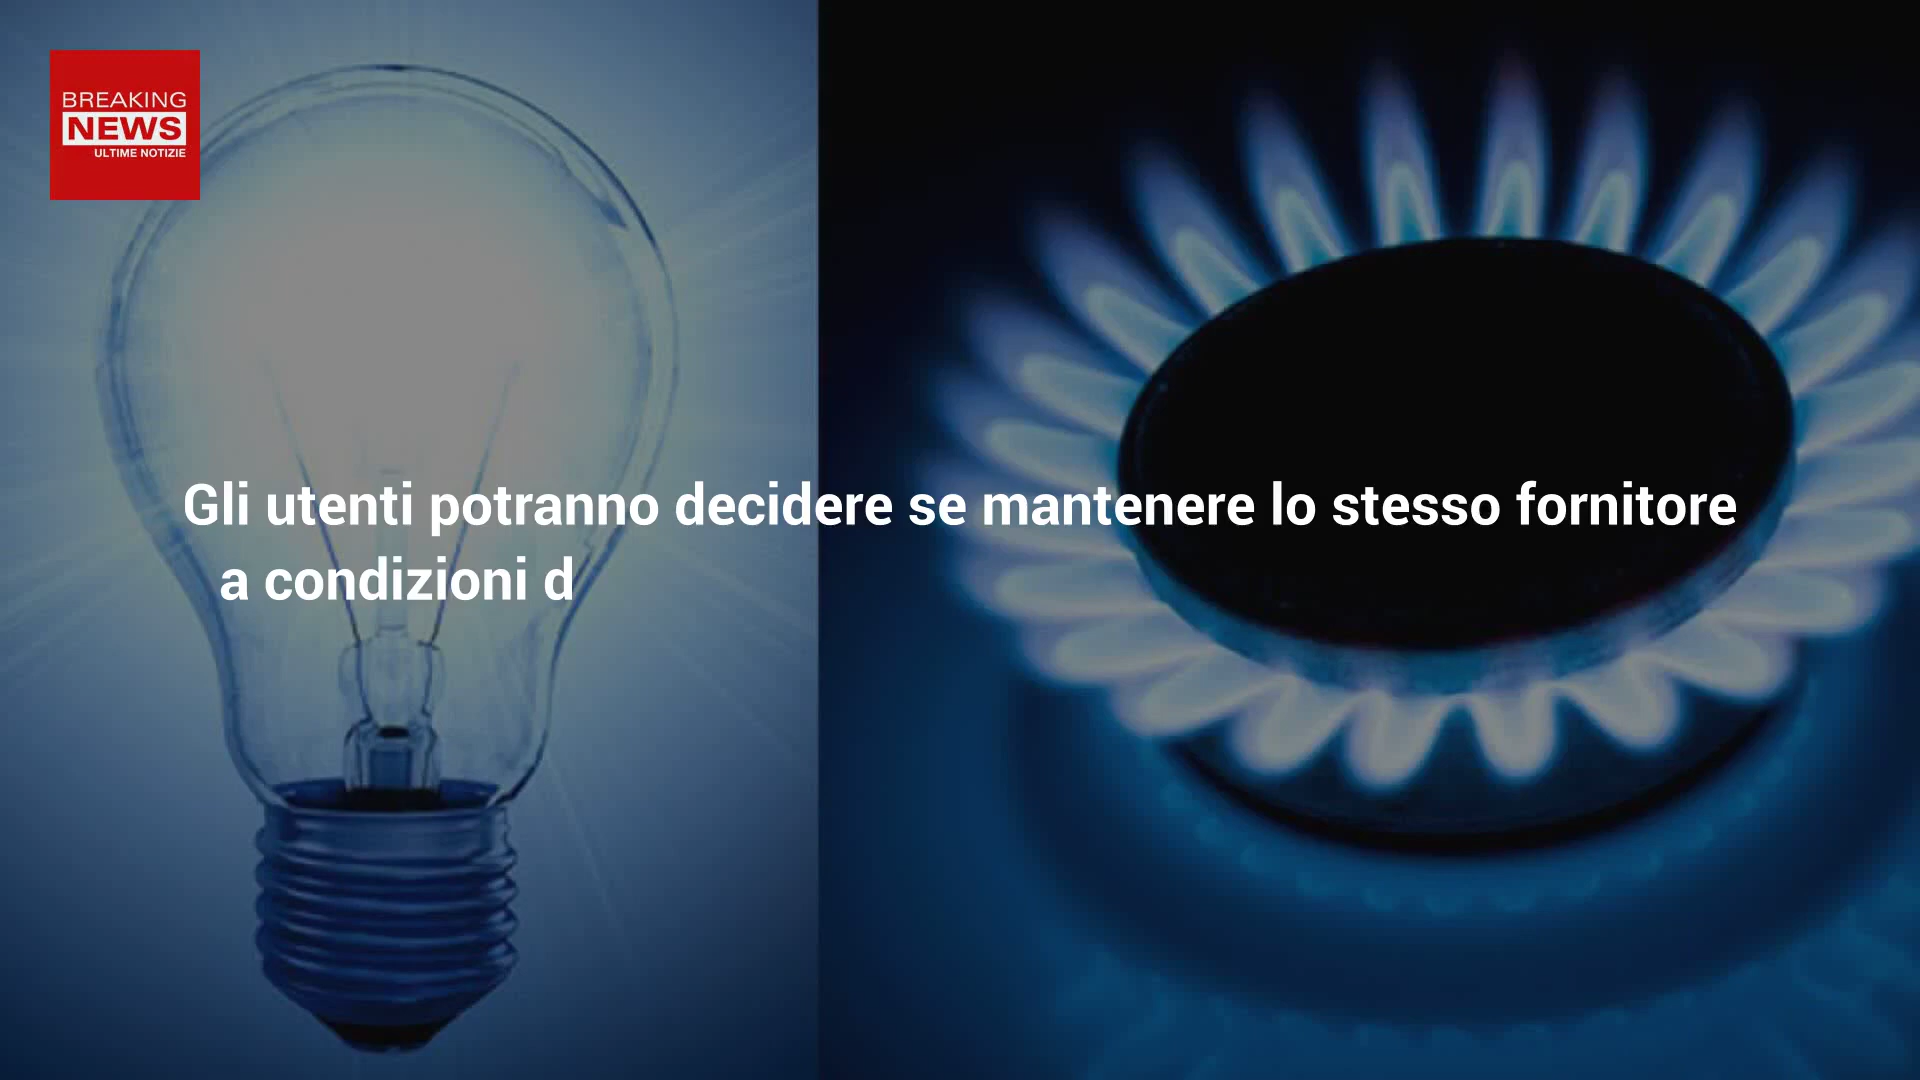 BREAKING
NEWS
ULTIME NOTIZIE
Gli utenti potranno decidere se mantenere lo stesso fornitore
a condizioni d